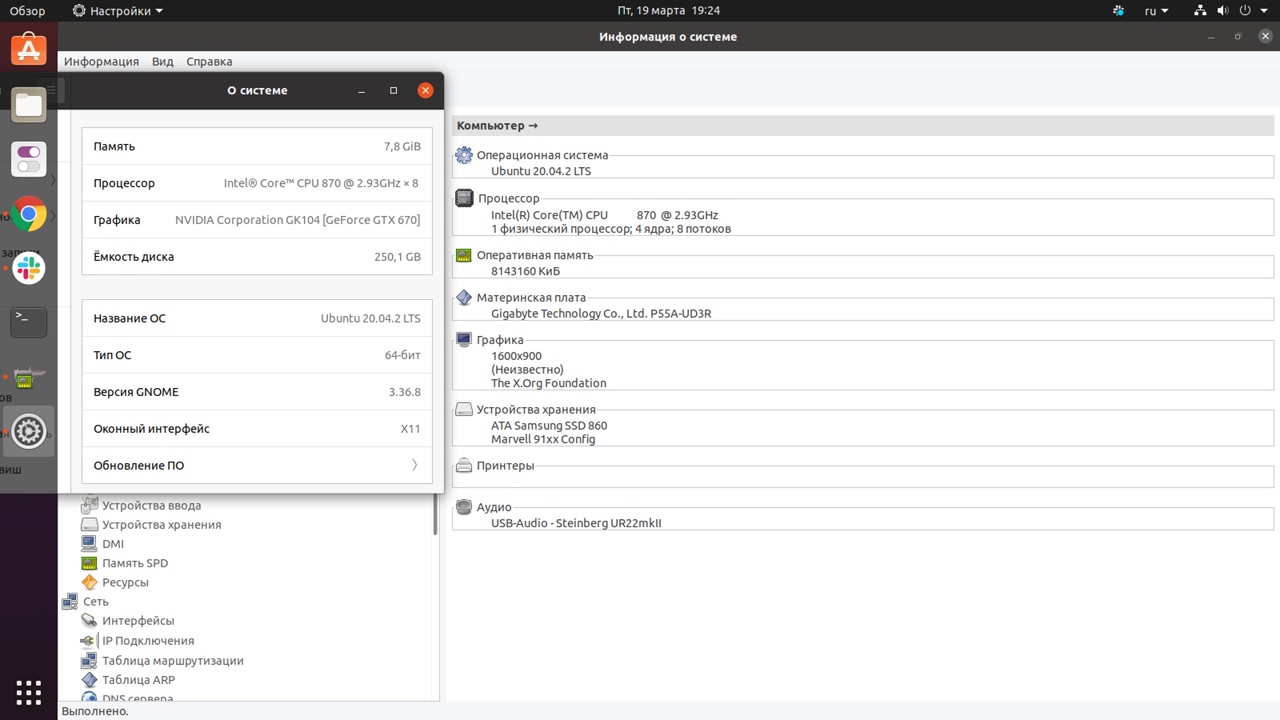 Обзор Настройки Пт, 19 марта 19:24 ru
Информация о системе
Информация Вид Справка
О системе
Память 7,8 GiB
Процессор Intel® Core™ CPU 870 @ 2.93GHz × 8
Графика NVIDIA Corporation GK104 [GeForce GTX 670]
Ёмкость диска 250,1 GB
Название ОС Ubuntu 20.04.2 LTS
Тип ОС 64-бит
Версия GNOME 3.36.8
Оконный интерфейс X11
Обновление ПО
Устройства ввода
Устройства хранения
DMI
Память SPD
Ресурсы
Сеть
Интерфейсы
IP Подключения
Таблица маршрутизации
Таблица ARP
DNS сервера
Компьютер →
Операционная система
Ubuntu 20.04.2 LTS
Процессор
Intel(R) Core(TM) CPU 870 @ 2.93GHz
1 физический процессор; 4 ядра; 8 потоков
Оперативная память
8143160 КиБ
Материнская плата
Gigabyte Technology Co., Ltd. P55A-UD3R
Графика
1600x900
(Неизвестно)
The X.Org Foundation
Устройства хранения
ATA Samsung SSD 860
Marvell 91xx Config
Принтеры
Аудио
USB-Audio - Steinberg UR22mkII
Выполнено.